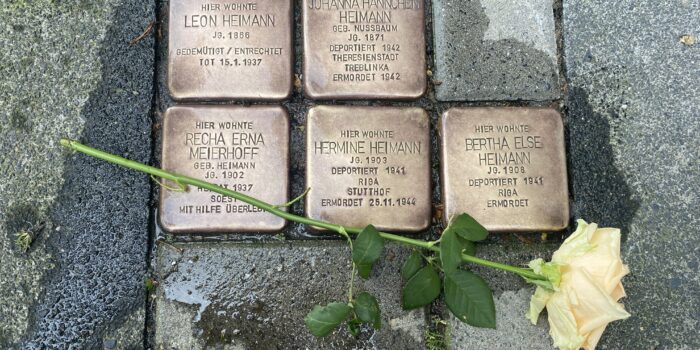 HIER WOHNTE
LEON HEIMANN
JG. 1866
GEDEMÜTIGT / ENTRECHTET
TOT 15.1.1937
JOHANNA HANNCHEN
HEIMANN
GEB. NUSSBAUM
JG. 1871
DEPORTIERT 1942
THERESIENSTADT
TREBLINKA
ERMORDET 1942
HIER WOHNTE
RECHA ERNA
MEIERHOFF
GEB. HEIMANN
JG. 1902
1937
SOEST
MIT HILFE ÜBERLEBT
HIER WOHNTE
HERMINE HEIMANN
JG. 1903
DEPORTIERT 1941
RIGA
STUTTHOF
ERMORDET 25.11.1944
HIER WOHNTE
BERTHA ELSE
HEIMANN
JG. 1908
DEPORTIERT 1941
RIGA
ERMORDET